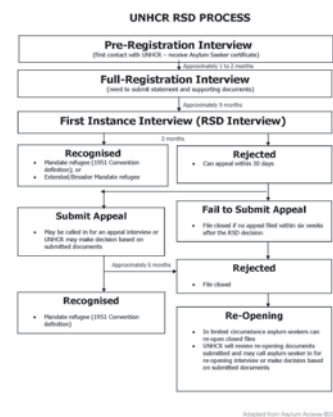 UNHCR RSD PROCESS
Pre-Registration Interview
(first contact with UNHCR – receive Asylum Seeker certificate)
Approximately 1 to 2 months
Full-Registration Interview
(need to submit statement and supporting documents)
Approximately 9 months
First Instance Interview (RSD Interview)
3 months
Recognised
• Mandate refugee (1951 Convention
definition); or
• Extended/Broader Mandate refugee
Rejected
• Can appeal within 30 days
Submit Appeal
• May be called in for an appeal interview or
UNHCR may make decision based on
submitted documents
Fail to Submit Appeal
• File closed if no appeal filed within six weeks
after the RSD decision
Approximately 6 months
Recognised
• Mandate refugee (1951 Convention
definition)
Rejected
• File closed
Re-Opening
• In limited circumstance asylum seekers can
re-open closed files
• UNHCR will review re-opening documents
submitted and may call asylum seeker in for
re-opening interview or make decision based
on submitted documents
Adapted from Asylum Access